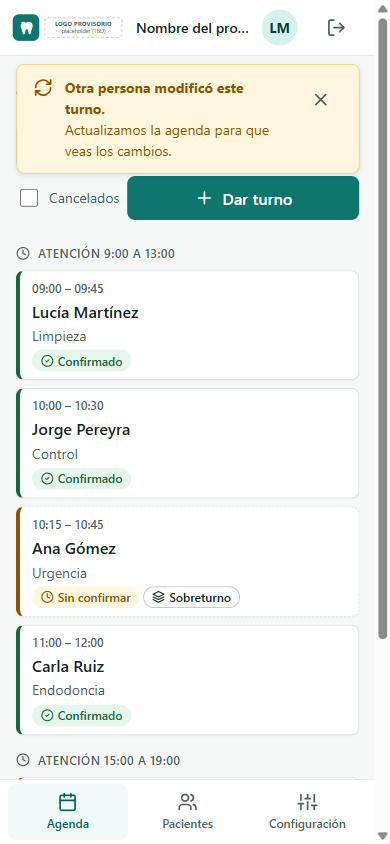 LOGO PROVISORIO
placeholder (18U)
Nombel del pro...
LM
Otra persona modificó este
turno.
Actualizamos la agenda para que
veas los cambios.
Cancelados
Dar turno
ATENCIÓN 9:00 A 13:00
09:00 – 09:45
Lucía Martínez
Limpieza
Confirmado
10:00 – 10:30
Jorge Pereyra
Control
Confirmado
10:15 – 10:45
Ana Gómez
Urgencia
Sin confirmar
Sobreturno
11:00 – 12:00
Carla Ruiz
Endodoncia
Confirmado
ATENCIÓN 15:00 A 19:00
Agenda
Pacientes
Configuración